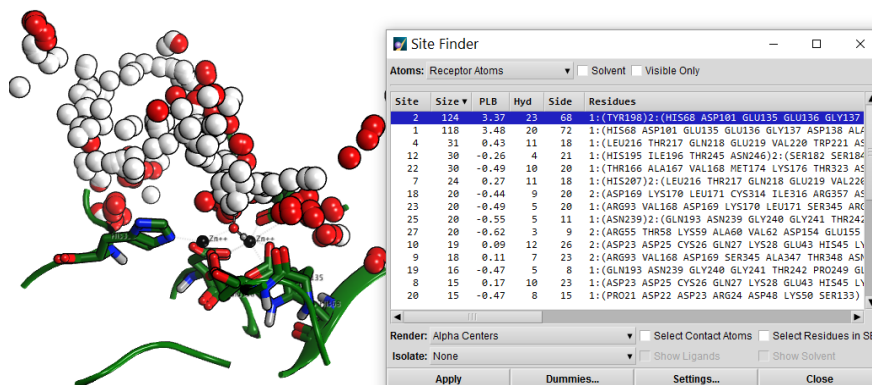 Site Finder
Atoms: Receptor Atoms Solvent Visible Only
Site Size PLB Hyd Side Residues
2 124 3.37 23 68 1:(TYR198)2:(HIS68 ASP101 GLU135 GLU136 GLY137
1 118 3.48 20 72 1:(HIS68 ASP101 GLU135 GLU136 GLY137 ASP138 ALA
4 31 0.43 11 18 1:(LEU216 THR217 GLN218 GLU219 VAL220 TRP221 AS
12 30 -0.26 4 21 1:(HIS195 ILE196 THR245 ASN246)2:(SER182 SER184
22 30 -0.49 10 20 1:(THR166 ALA167 VAL168 MET174 LYS176 THR323 AS
7 24 0.27 11 18 1:(HIS207)2:(LEU216 THR217 GLN218 GLU219 VAL220
18 20 -0.44 9 20 2:(ASP169 LYS170 LEU171 CYS314 ILE316 ARG357 AS
23 20 -0.49 5 20 1:(ARG93 VAL168 ASP169 LYS170 LEU171 SER345 ARG
25 20 -0.55 5 11 1:(ASN239)2:(GLN193 ASN239 GLY240 GLY241 THR242
27 20 -0.62 3 9 2:(ARG55 THR58 LYS59 ALA60 VAL62 ASP154 GLU155
10 19 0.09 12 26 2:(ASP23 ASP25 CYS26 GLN27 LYS28 GLU43 HIS45 LY
9 18 0.11 7 23 2:(ARG93 VAL168 ASP169 SER345 ALA347 THR348 ASN
19 16 -0.47 5 8 1:(GLN193 ASN239 GLY240 GLY241 THR242 PRO249 GL
8 15 0.17 10 23 1:(ASP23 ASP25 CYS26 GLN27 LYS28 GLU43 HIS45 LY
20 15 -0.47 8 15 1:(PRO21 ASP22 ASP23 ARG24 ASP48 LYS50 SER133)
Render: Alpha Centers Select Contact Atoms Select Residues in SE
Isolate: None Show Ligands Show Solvent
Apply Dummies... Settings... Close
Zn++ Zn++